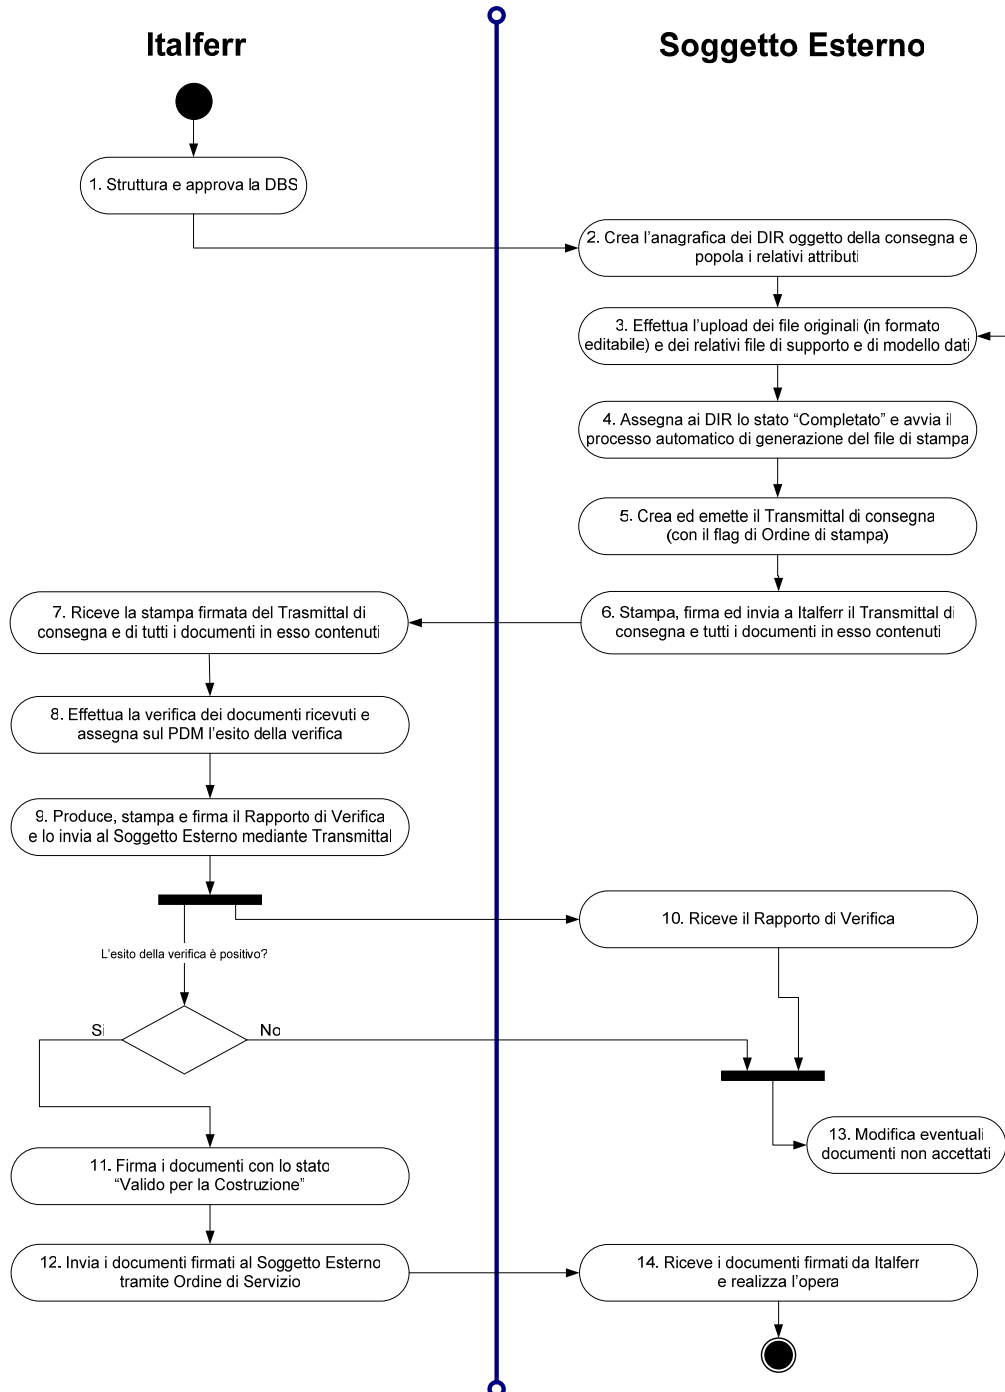 Italferr
Soggetto Esterno
1. Struttura e approva la DBS
2. Crea l'anagrafica dei DIR oggetto della consegna e
popola i relativi attributi
3. Effettua l'upload dei file originali (in formato
editabile) e dei relativi file di supporto e di modello dati
4. Assegna ai DIR lo stato "Completato" e avvia il
processo automatico di generazione del file di stampa
5. Crea ed emette il Transmittal di consegna
(con il flag di Ordine di stampa)
6. Stampa, firma ed invia a Italferr il Transmittal di
consegna e tutti i documenti in esso contenuti
7. Riceve la stampa firmata del Trasmittal di
consegna e di tutti i documenti in esso contenuti
8. Effettua la verifica dei documenti ricevuti e
assegna sul PDM l'esito della verifica
9. Produce, stampa e firma il Rapporto di Verifica
e lo invia al Soggetto Esterno mediante Transmittal
10. Riceve il Rapporto di Verifica
L'esito della verifica è positivo?
Si
No
11. Firma i documenti con lo stato
"Valido per la Costruzione"
13. Modifica eventuali
documenti non accettati
12. Invia i documenti firmati al Soggetto Esterno
tramite Ordine di Servizio
14. Riceve i documenti firmati da Italferr
e realizza l'opera